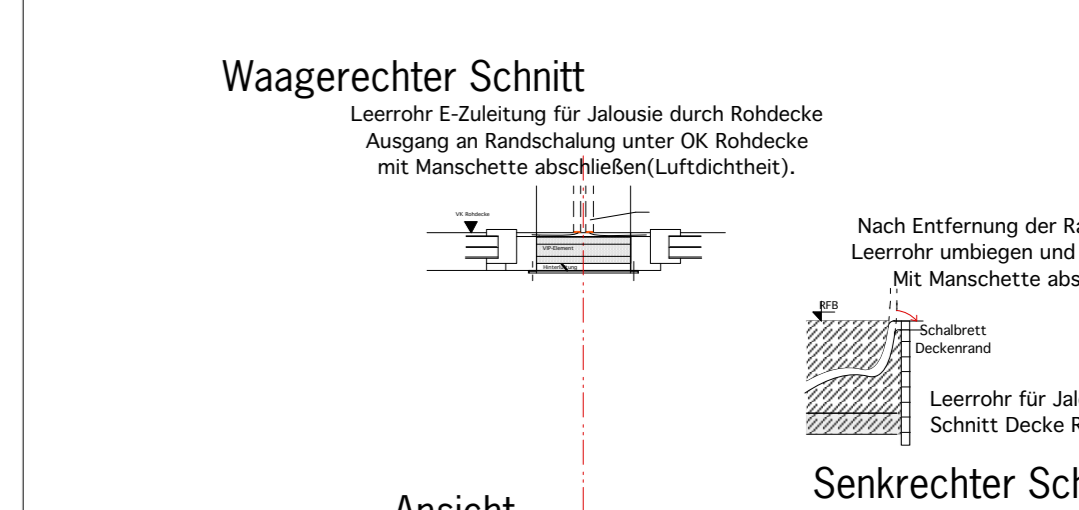 Waagerechter Schnitt
Leerrohr E-Zuleitung für Jalousie durch Rohdecke
Ausgang an Randschalung unter OK Rohdecke
mit Manschette abschließen(Luftdichtheit).
VK Rohdecke
VIP-Element
Hinterlüftung
Nach Entfernung der Ra
Leerrohr umbiegen und
Mit Manschette abs
RFB
Schalbrett
Deckenrand
Leerrohr für Jal
Schnitt Decke R
Senkrechter Sch
Ansicht